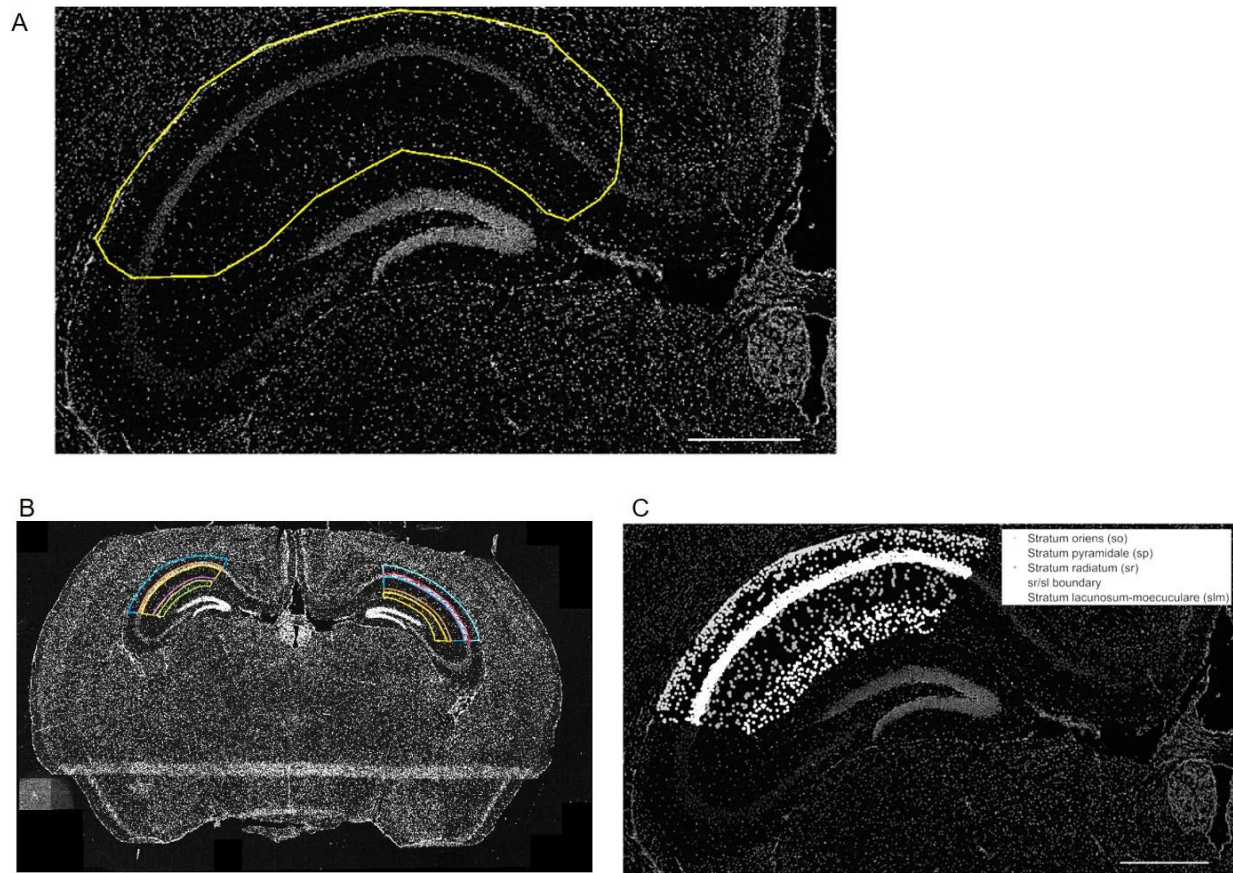 A
B
C
Stratum oriens (so)
Stratum pyramidale (sp)
Stratum radiatum (sr)
sr/sl boundary
Stratum lacunosum-moecuculare (slm)